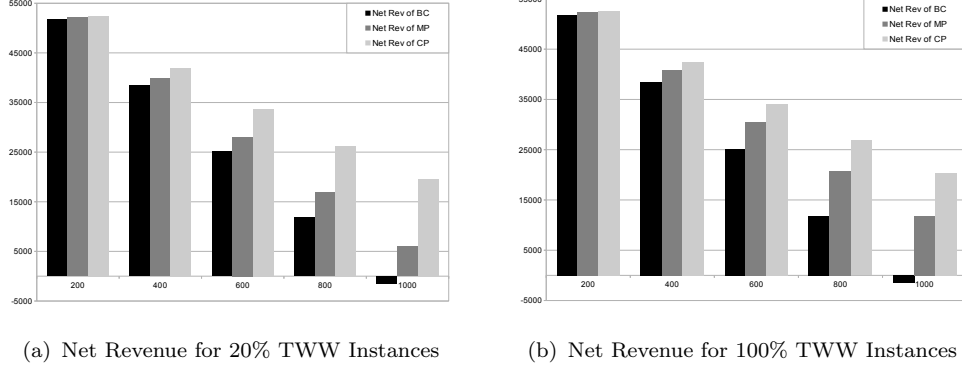 55000
45000
35000
25000
15000
5000
-5000
200 400 600 800 1000
Net Rev of BC
Net Rev of MP
Net Rev of CP
(a) Net Revenue for 20% TWW Instances
55000
45000
35000
25000
15000
5000
-5000
200 400 600 800 1000
Net Rev of BC
Net Rev of MP
Net Rev of CP
(b) Net Revenue for 100% TWW Instances